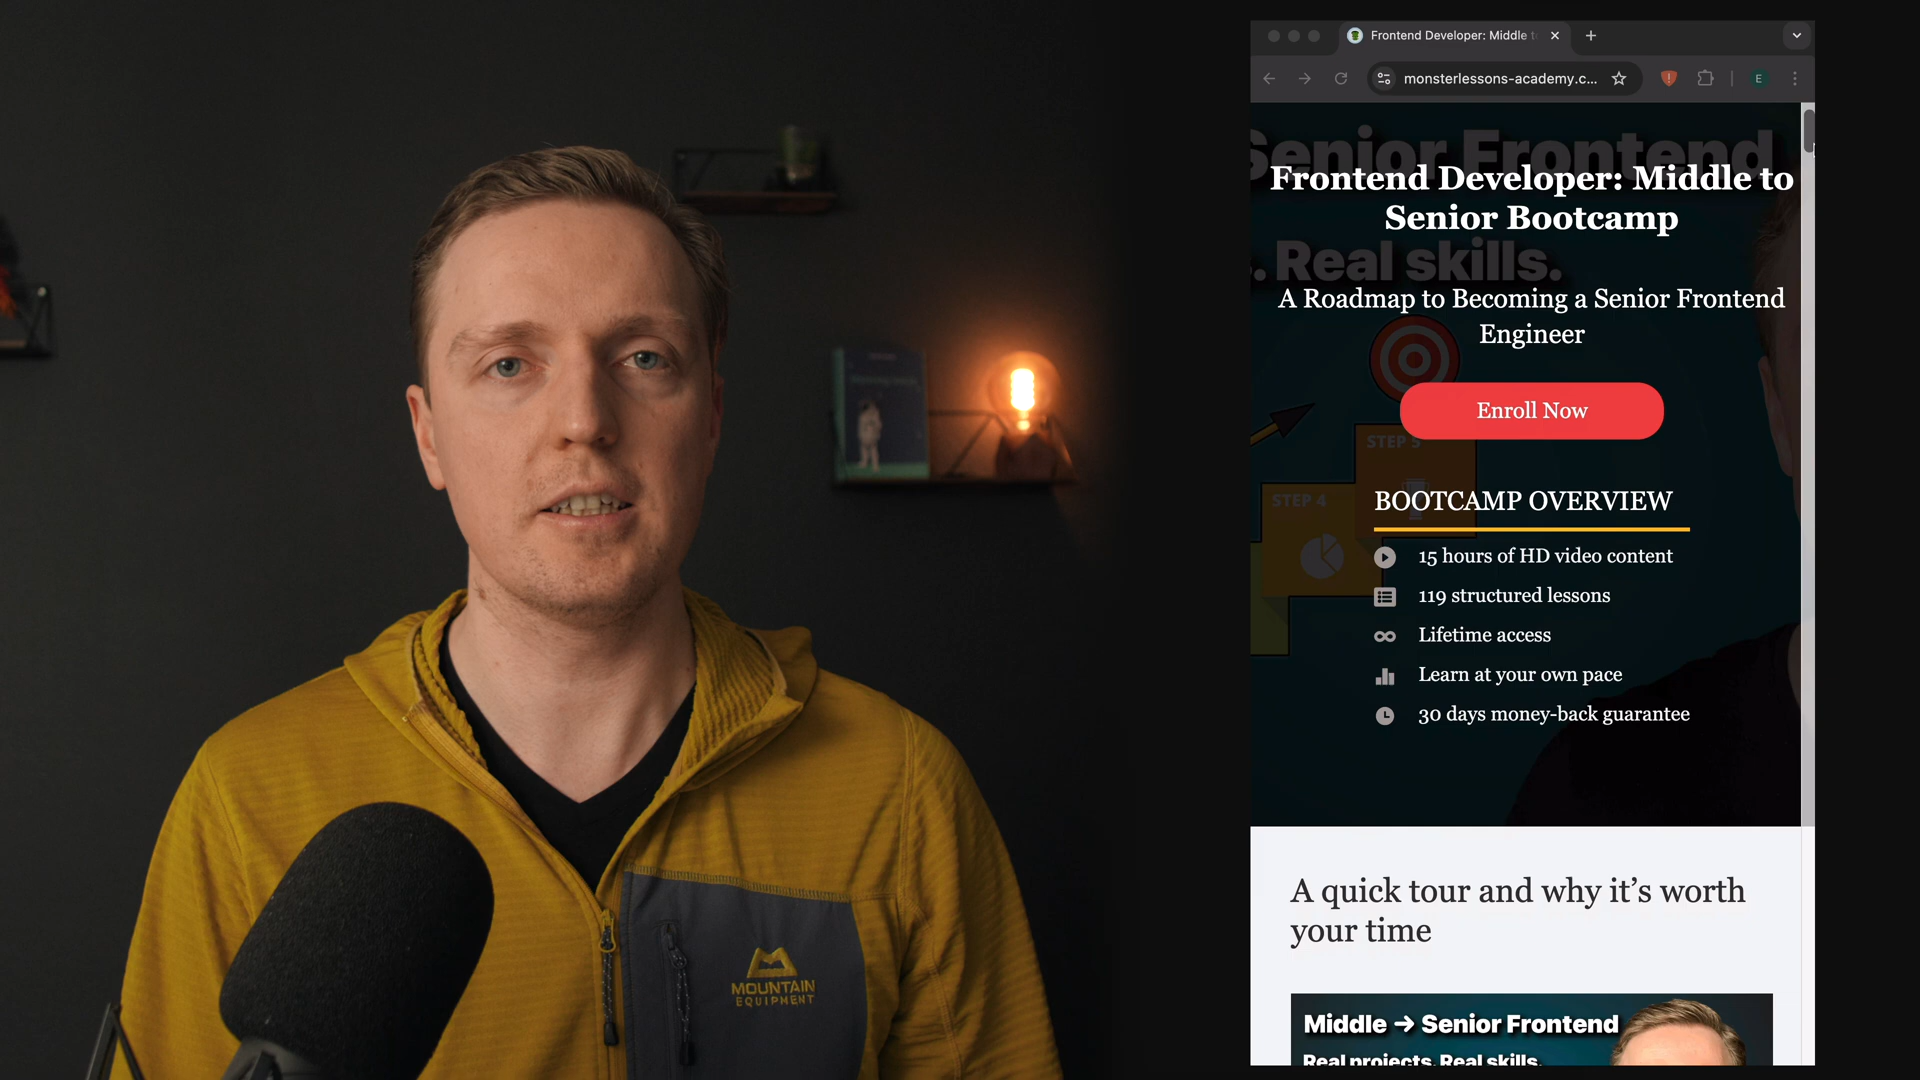 Frontend Developer: Middle t
monsterlessons-academy.c...
E
Senior Frontend
. Real skills.
Frontend Developer: Middle to
Senior Bootcamp
A Roadmap to Becoming a Senior Frontend
Engineer
Enroll Now
STEP 5
STEP 4
BOOTCAMP OVERVIEW
15 hours of HD video content
119 structured lessons
Lifetime access
Learn at your own pace
30 days money-back guarantee
A quick tour and why it’s worth
your time
Middle → Senior Frontend
Real projects. Real skills.
MOUNTAIN
EQUIPMENT